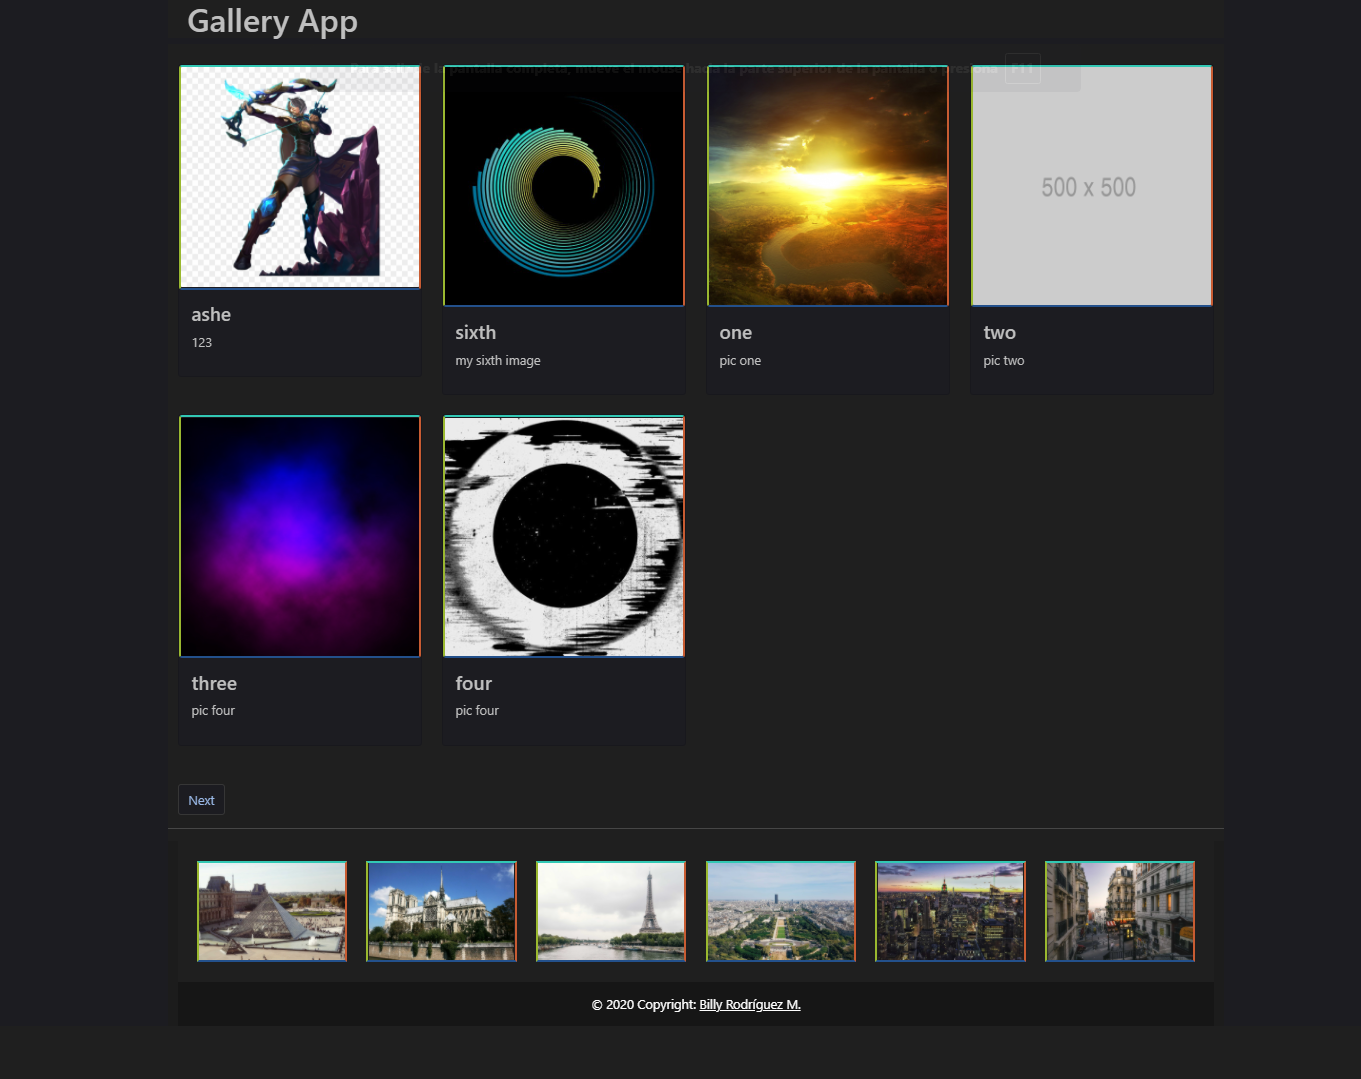 Gallery App
Para salir de la pantalla completa, mueve el mouse hacia la parte superior de la pantalla o presiona F11
500 x 500
ashe
123
sixth
my sixth image
one
pic one
two
pic two
three
pic four
four
pic four
Next
© 2020 Copyright: Billy Rodríguez M.